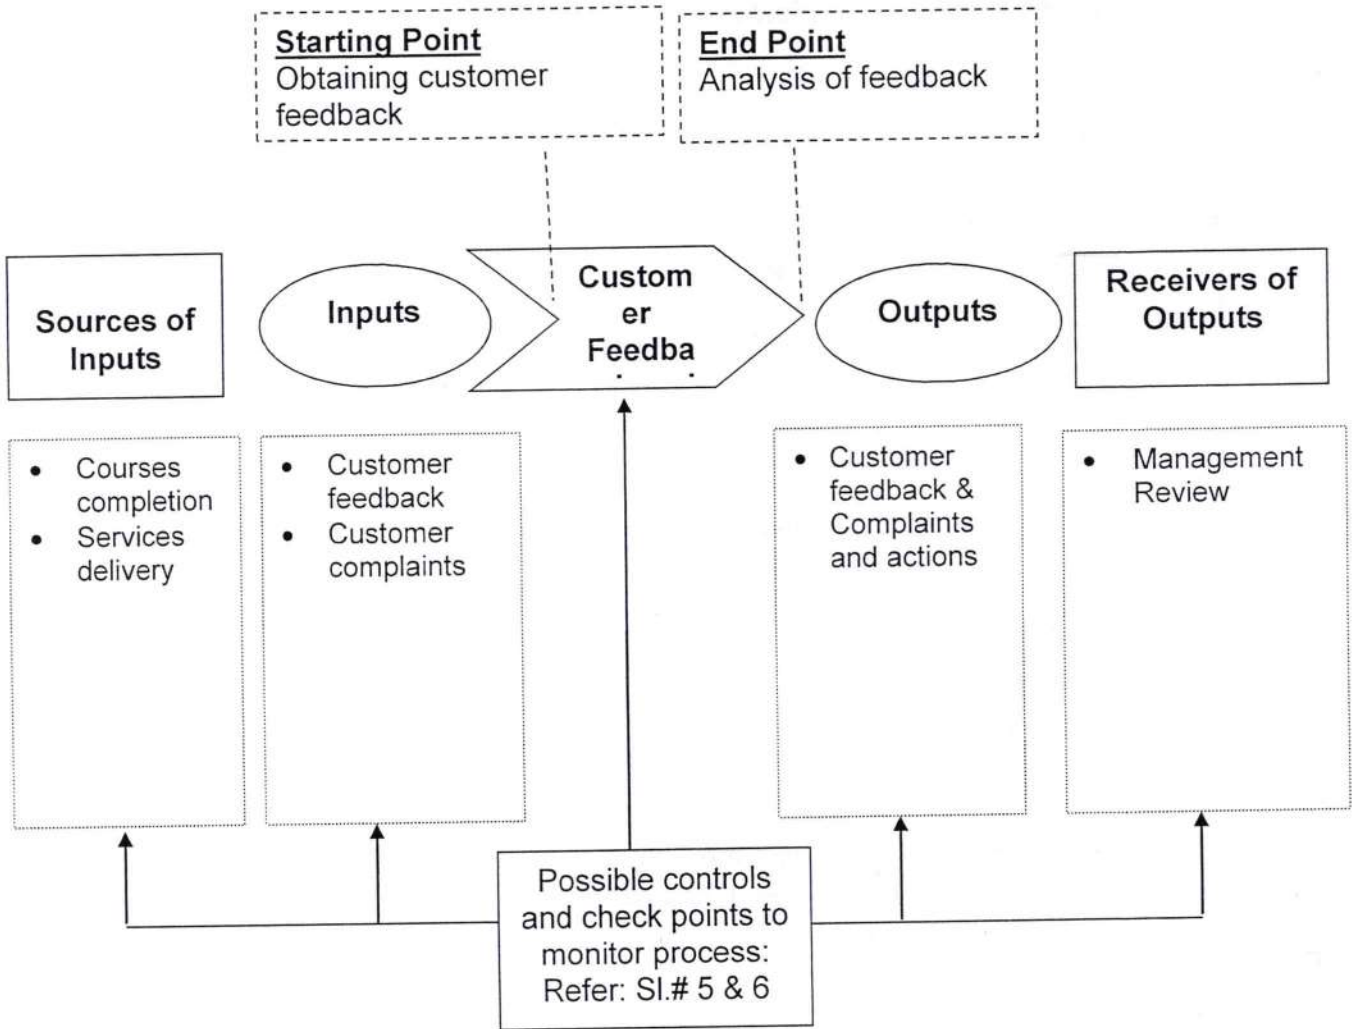 Starting Point
Obtaining customer
feedback
End Point
Analysis of feedback
Sources of
Inputs
Inputs
Custom
er
Feedba
Outputs
Receivers of
Outputs
• Courses
completion
• Services
delivery
• Customer
feedback
• Customer
complaints
• Customer
feedback &
Complaints
and actions
• Management
Review
Possible controls
and check points to
monitor process:
Refer: Sl.# 5 & 6